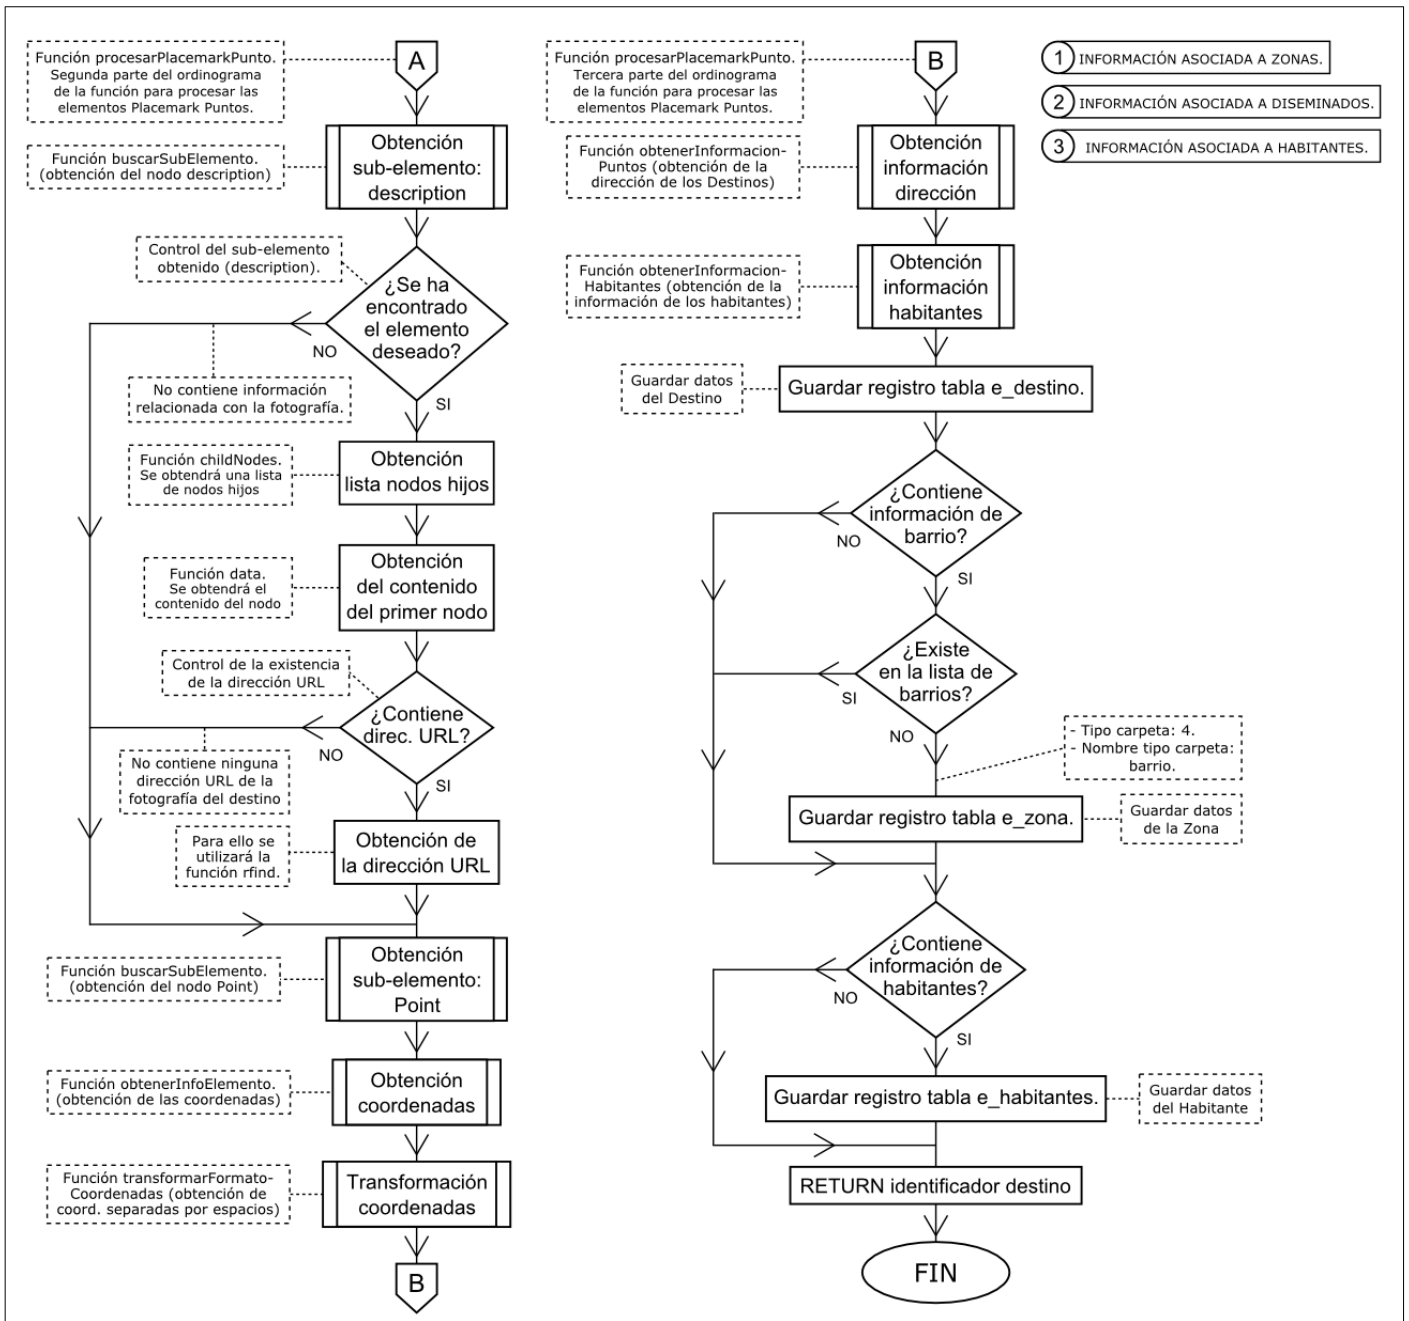 Función procesarPlacemarkPunto.
Segunda parte del ordinograma
de la función para procesar las
elementos Placemark Puntos.
A
Función buscarSubElemento.
(obtención del nodo description)
Obtención
sub-elemento:
description
Control del sub-elemento
obtenido (description).
¿Se ha
encontrado
el elemento
deseado?
NO
SI
No contiene información
relacionada con la fotografía.
Función childNodes.
Se obtendrá una lista
de nodos hijos
Obtención
lista nodos hijos
Función data.
Se obtendrá el
contenido del nodo
Obtención
del contenido
del primer nodo
Control de la existencia
de la dirección URL
¿Contiene
direc. URL?
NO
SI
No contiene ninguna
dirección URL de la
fotografía del destino
Para ello se
utilizará la
función rfind.
Obtención de
la dirección URL
Función buscarSubElemento.
(obtención del nodo Point)
Obtención
sub-elemento:
Point
Función obtenerInfoElemento.
(obtención de las coordenadas)
Obtención
coordenadas
Función transformarFormato-
Coordenadas (obtención de
coord. separadas por espacios)
Transformación
coordenadas
B
Función procesarPlacemarkPunto.
Tercera parte del ordinograma
de la función para procesar las
elementos Placemark Puntos.
B
Función obtenerInformacion-
Puntos (obtención de la
dirección de los Destinos)
Obtención
información
dirección
Función obtenerInformacion-
Habitantes (obtención de la
información de los habitantes)
Obtención
información
habitantes
Guardar datos
del Destino
Guardar registro tabla e_destino.
¿Contiene
información de
barrio?
NO
SI
¿Existe
en la lista de
barrios?
SI
NO
- Tipo carpeta: 4.
- Nombre tipo carpeta:
barrio.
Guardar registro tabla e_zona.
Guardar datos
de la Zona
¿Contiene
información de
habitantes?
NO
SI
Guardar registro tabla e_habitantes.
Guardar datos
del Habitante
RETURN identificador destino
FIN
1 INFORMACIÓN ASOCIADA A ZONAS.
2 INFORMACIÓN ASOCIADA A DISEMINADOS.
3 INFORMACIÓN ASOCIADA A HABITANTES.